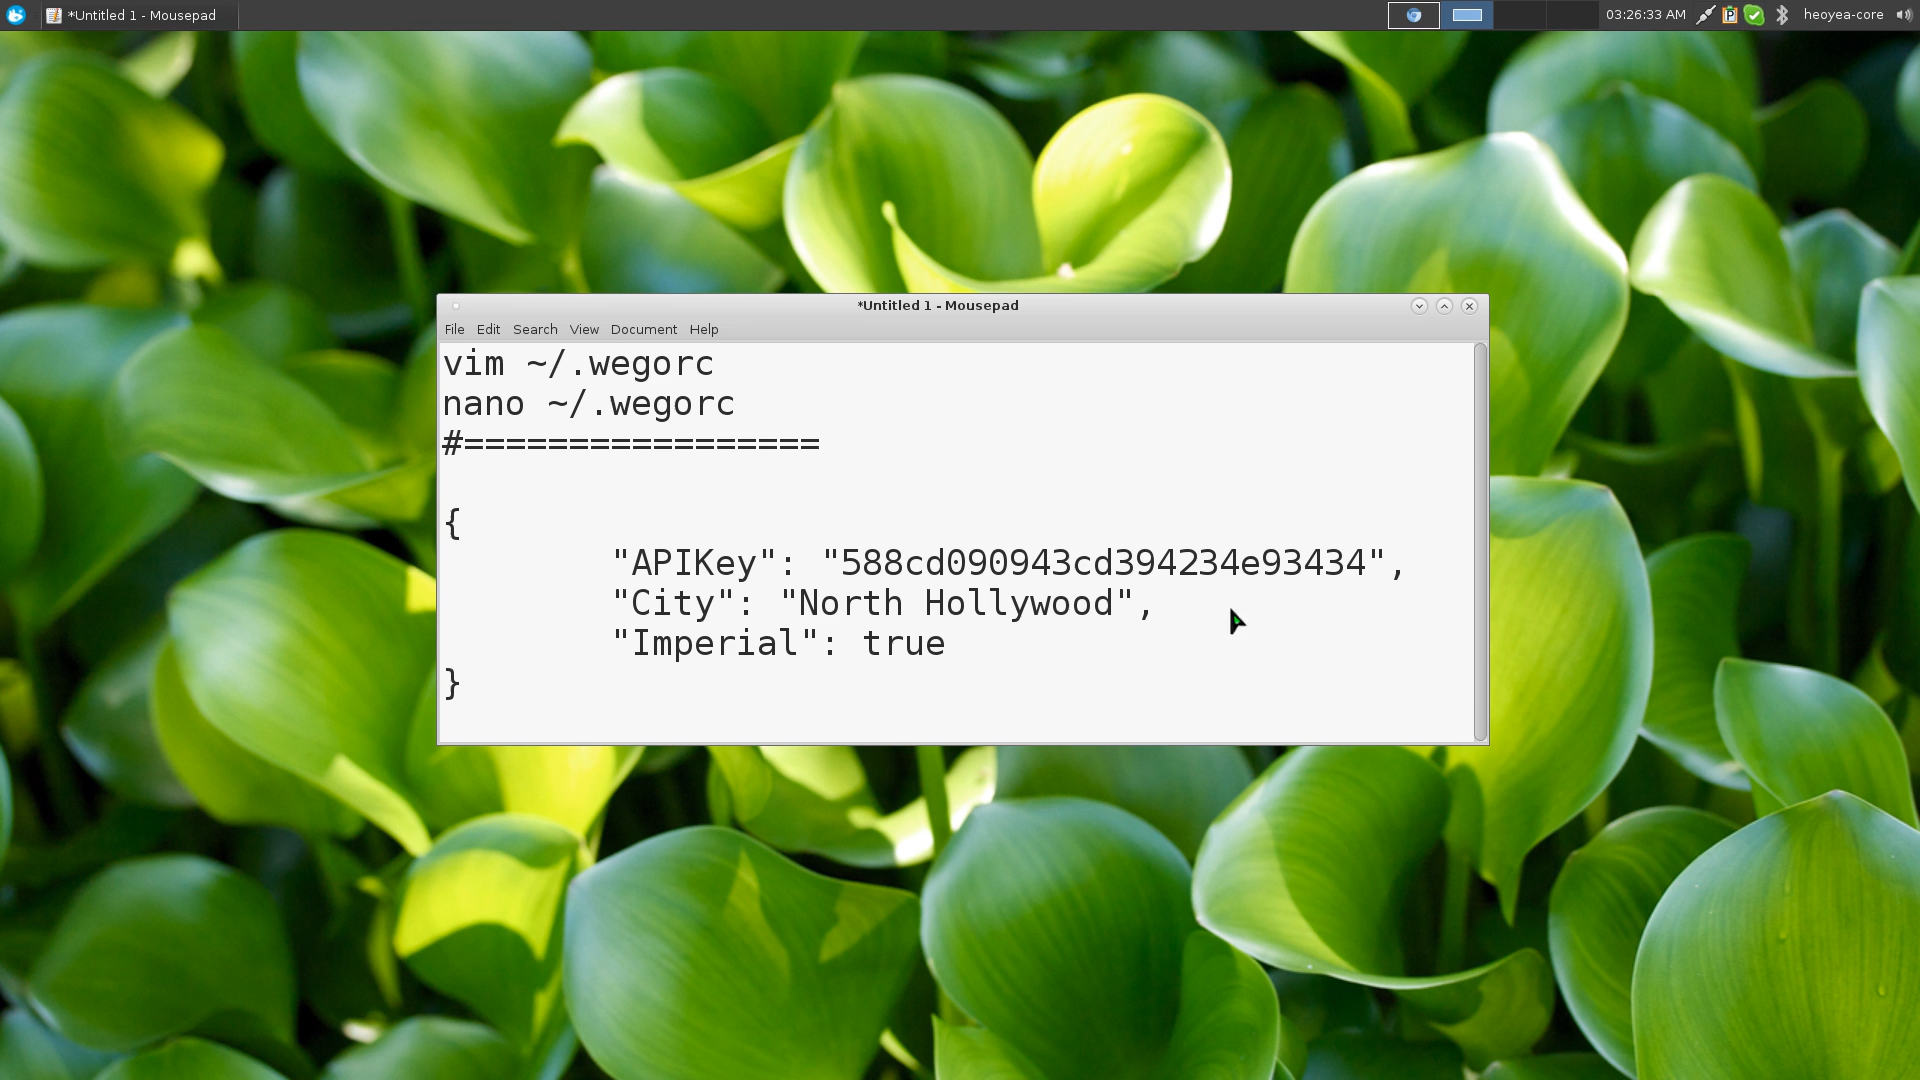 *Untitled 1 - Mousepad
03:26:33 AM
heoyea-core
*Untitled 1 - Mousepad
File Edit Search View Document Help
vim ~/.wegorc
nano ~/.wegorc
#=================
{
"APIKey": "588cd090943cd394234e93434",
"City": "North Hollywood",
"Imperial": true
}